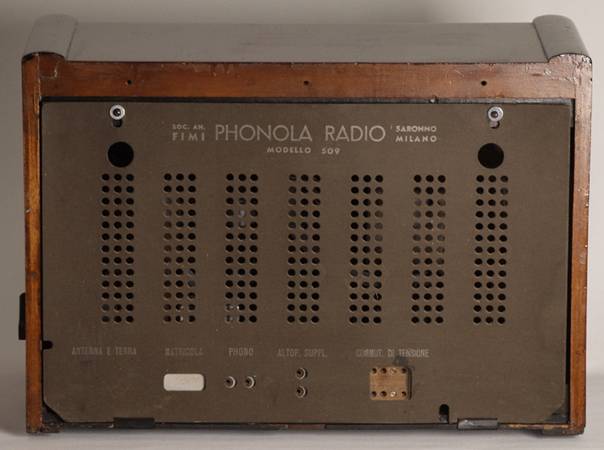 SOC. AN. FIMI PHONOLA RADIO SARONNO MILANO
MODELLO 509
ANTENNA E TERRA MATRICOLA PHONO ALTOP. SUPPL. COMMUT. DI TENSIONE